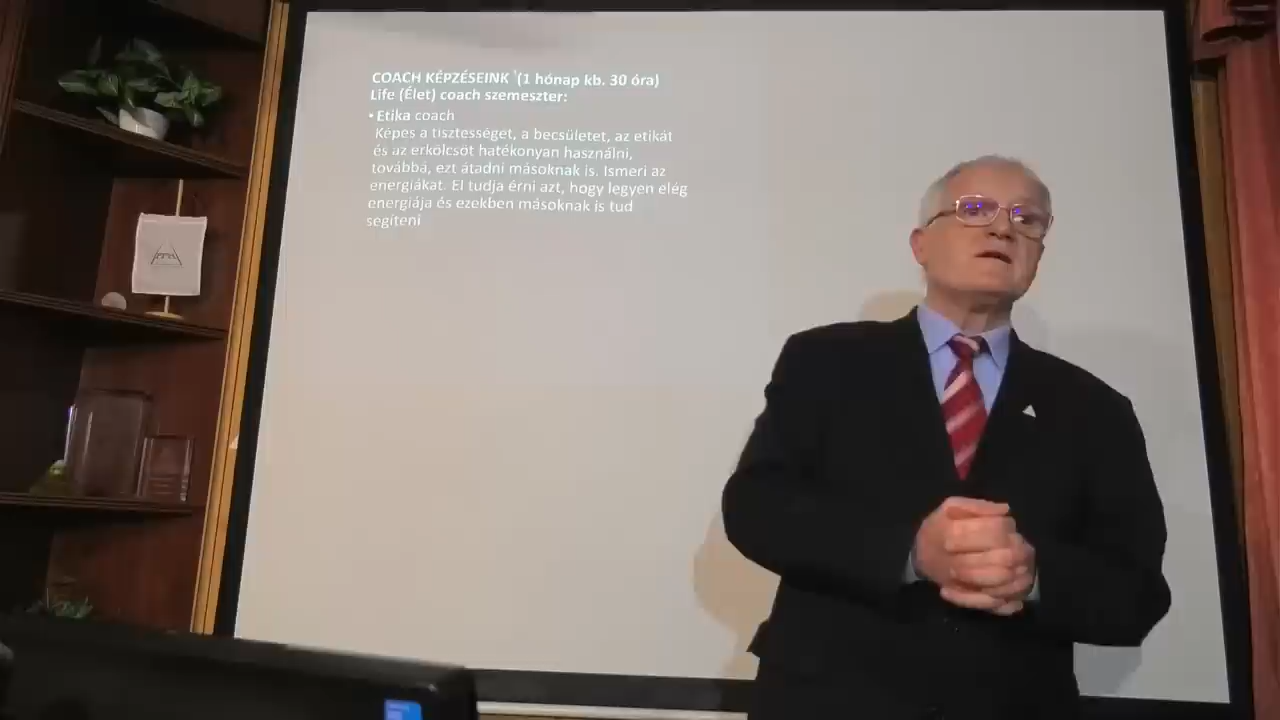 COACH KÉPZÉSEINK (1 hónap kb. 30 óra)
Life (Élet) coach szemeszter:
• Etika coach
Képes a tisztességet, a becsületet, az etikát
és az erkölcsöt hatékonyan használni,
továbbá, ezt átadni másoknak is. Ismeri az
energiákat. El tudja érni azt, hogy legyen elég
energiája és ezekben másoknak is tud
segíteni